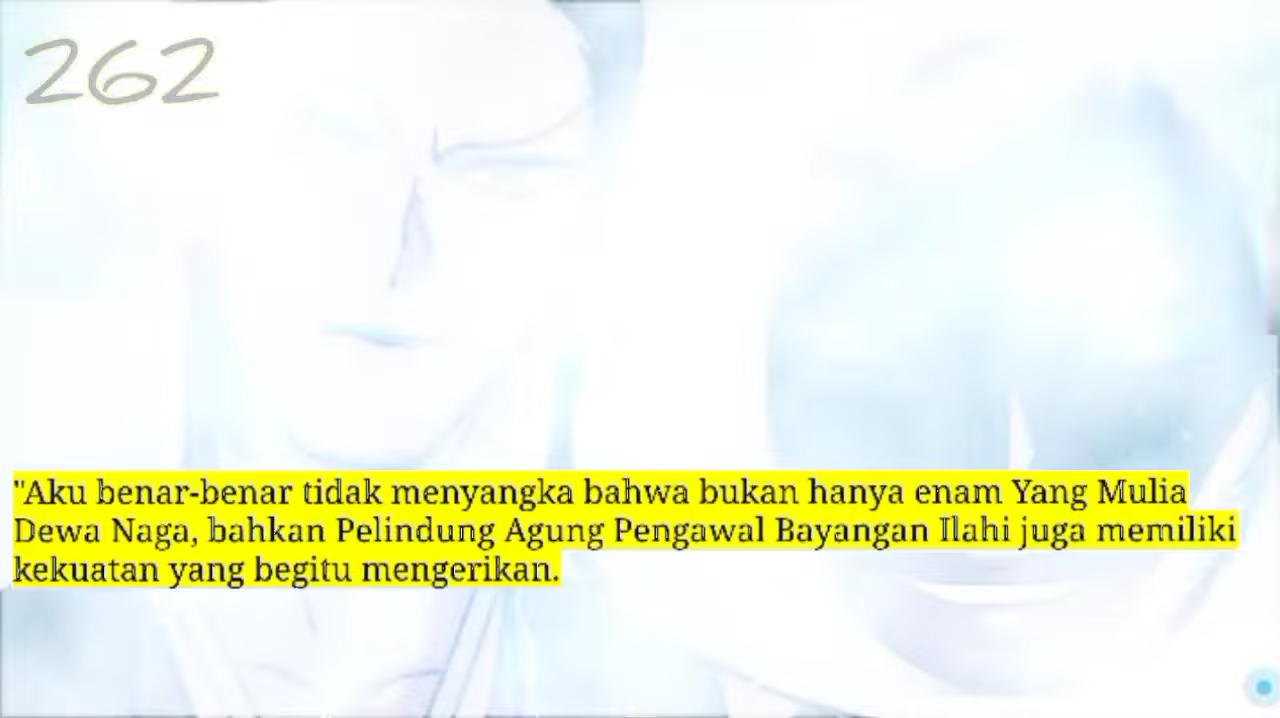 262
"Aku benar-benar tidak menyangka bahwa bukan hanya enam Yang Mulia
Dewa Naga, bahkan Pelindung Agung Pengawal Bayangan Ilahi juga memiliki
kekuatan yang begitu mengerikan.